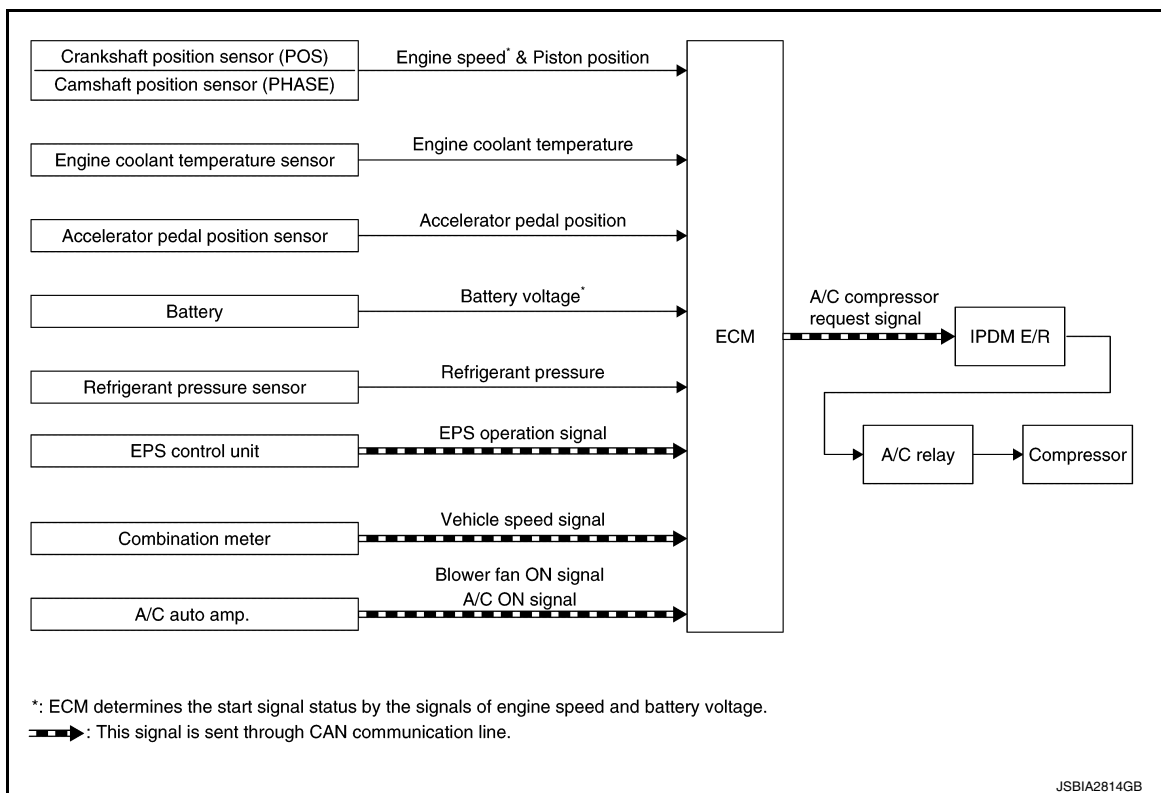 Crankshaft position sensor (POS)
Camshaft position sensor (PHASE)
Engine speed* & Piston position
Engine coolant temperature sensor
Engine coolant temperature
Accelerator pedal position sensor
Accelerator pedal position
Battery
Battery voltage*
Refrigerant pressure sensor
Refrigerant pressure
EPS control unit
EPS operation signal
Combination meter
Vehicle speed signal
A/C auto amp.
Blower fan ON signal
A/C ON signal
ECM
A/C compressor
request signal
IPDM E/R
A/C relay
Compressor
*: ECM determines the start signal status by the signals of engine speed and battery voltage.
: This signal is sent through CAN communication line.
JSBIA2814GB